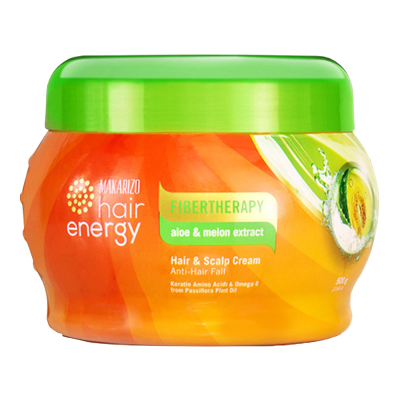 MAKARIZO
hair
energy
FIBERTHERAPY
aloe & melon extract
Hair & Scalp Cream
Anti-Hair Fall
Keratin Amino Acids & Omega 6
from Passiflora Plant Oil
500 g